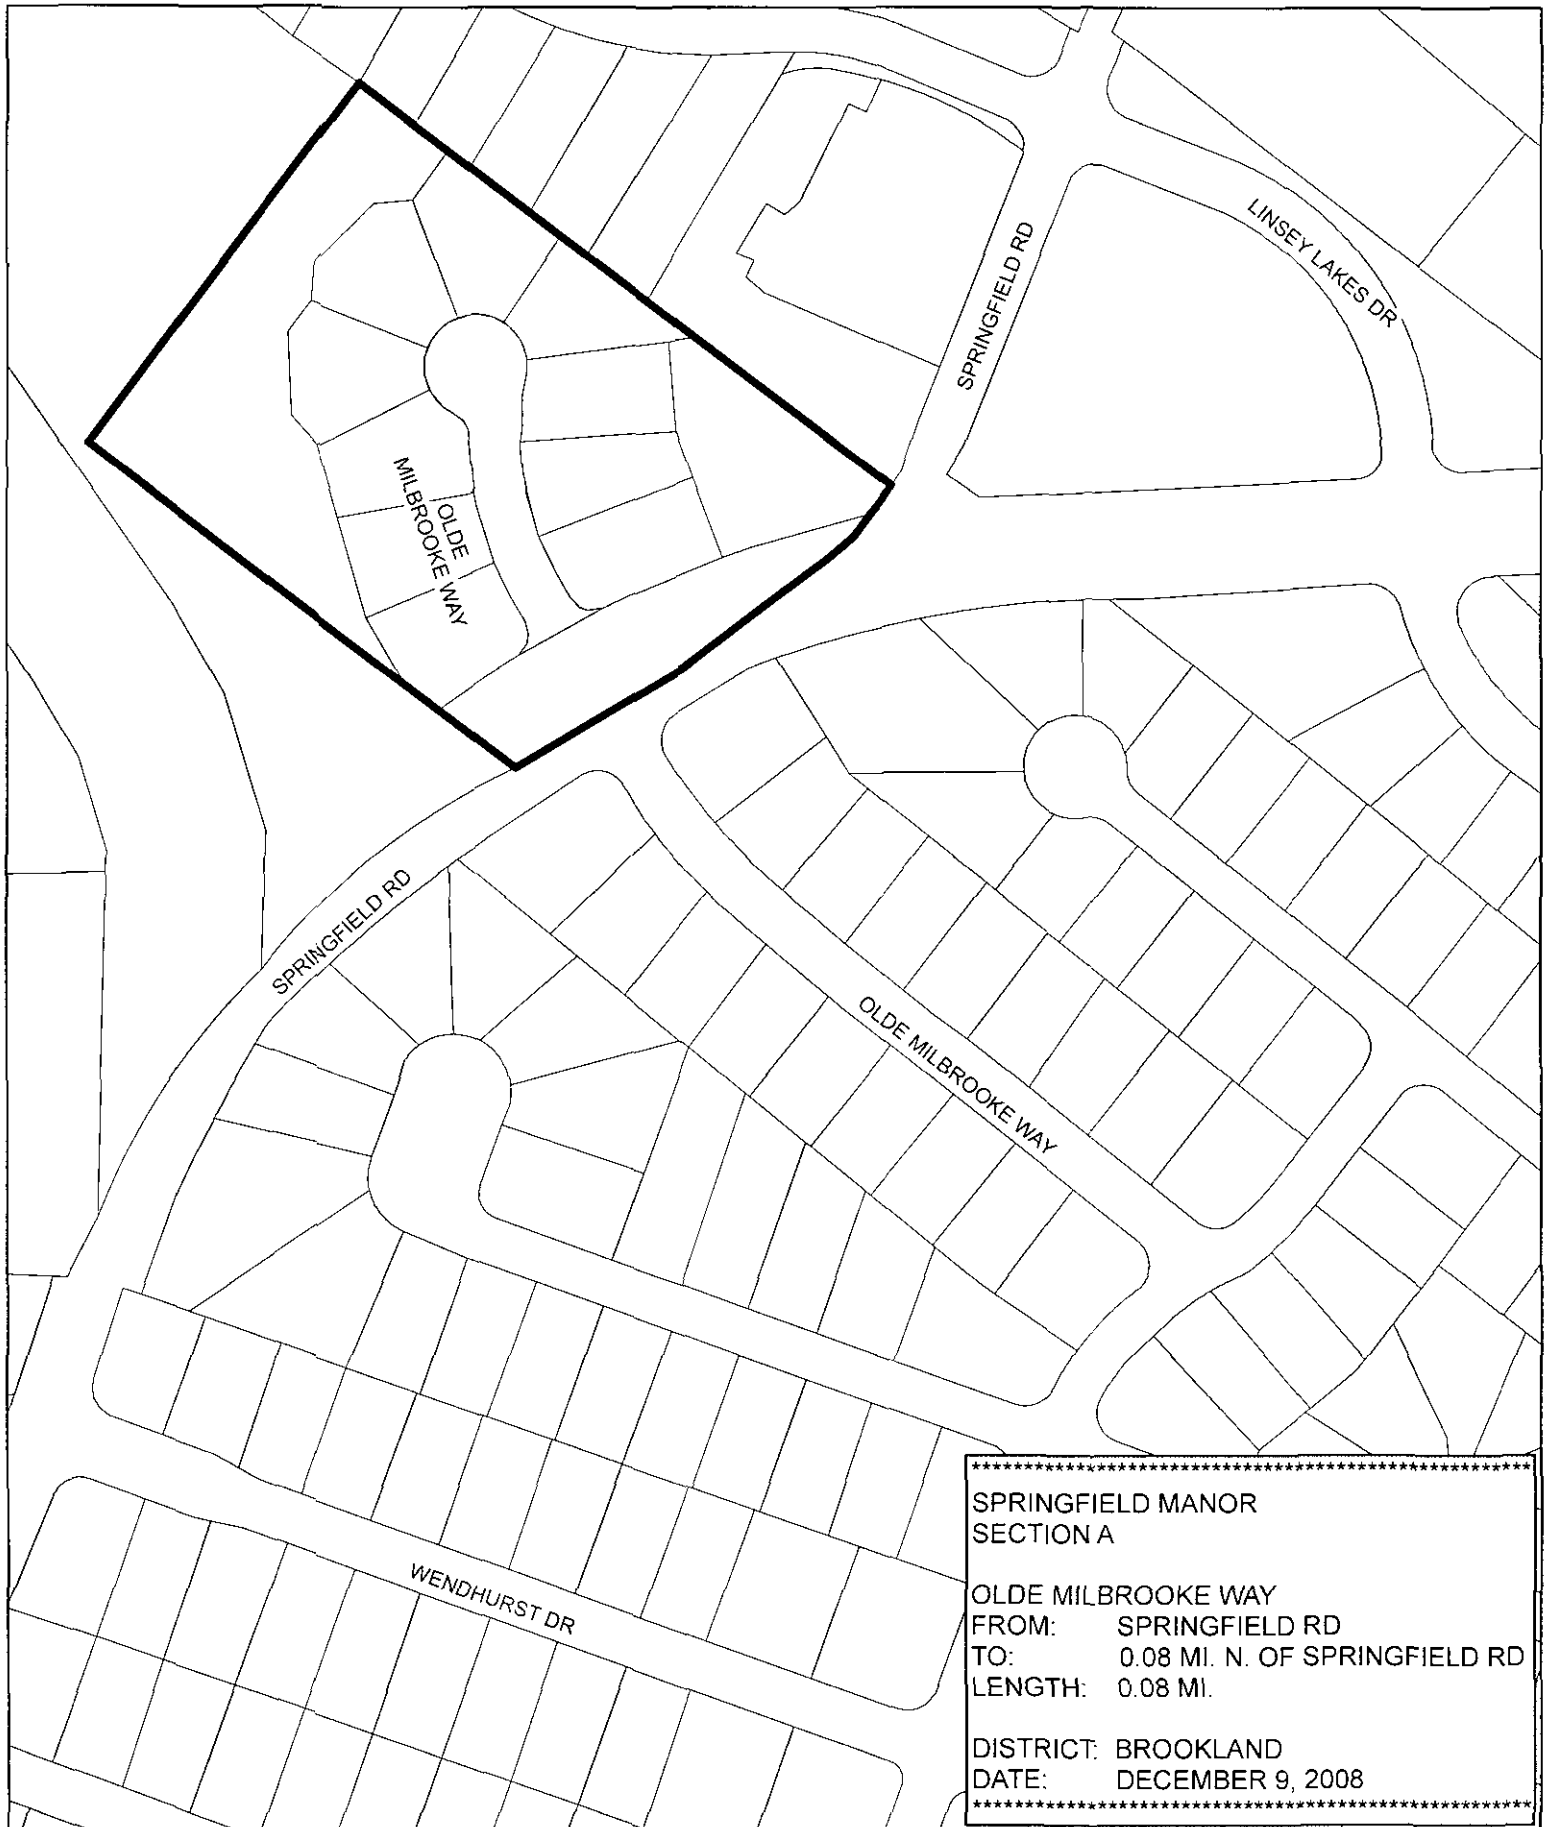 LINSEY LAKES DR
SPRINGFIELD RD
OLDE
MILBROOKE WAY
SPRINGFIELD RD
OLDE MILBROOKE WAY
WENDHURST DR
SPRINGFIELD MANOR
SECTION A
OLDE MILBROOKE WAY
FROM: SPRINGFIELD RD
TO: 0.08 MI. N. OF SPRINGFIELD RD
LENGTH: 0.08 MI.
DISTRICT: BROOKLAND
DATE: DECEMBER 9, 2008